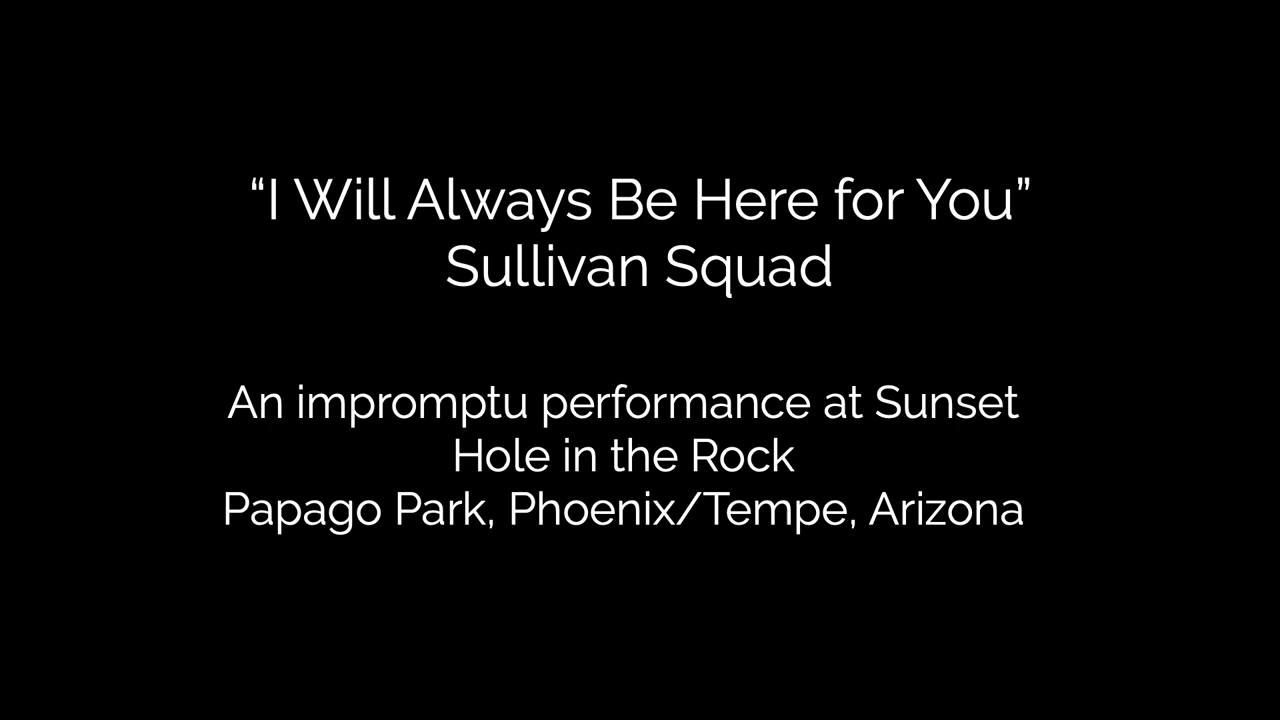 “I Will Always Be Here for You”
Sullivan Squad
An impromptu performance at Sunset
Hole in the Rock
Papago Park, Phoenix/Tempe, Arizona